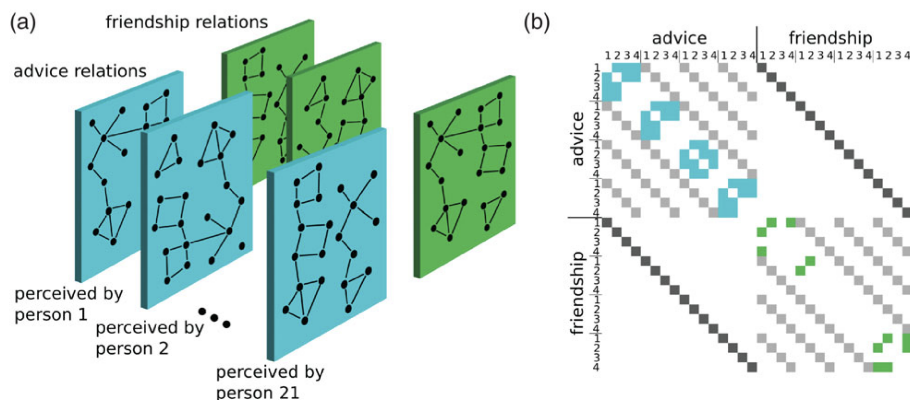 (a)
friendship relations
advice relations
perceived by
person 1
perceived by
person 2
perceived by
person 21
(b)
advice
friendship
1 2 3 4 1 2 3 4 1 2 3 4 1 2 3 4 1 2 3 4 1 2 3 4 1 2 3 4 1 2 3 4
advice
1
2
3
4
1
2
3
4
1
2
3
4
1
2
3
4
friendship
1
2
3
4
1
2
3
4
1
2
3
4
1
2
3
4